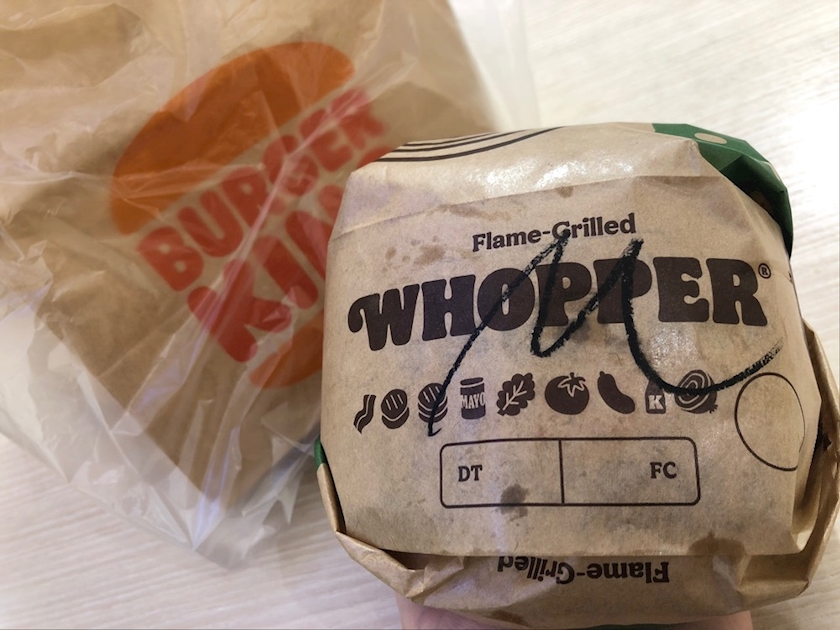 BURGER
KING
Flame-Grilled
WHOPPER®
MAYO
K
DT
FC
Flame-Grilled